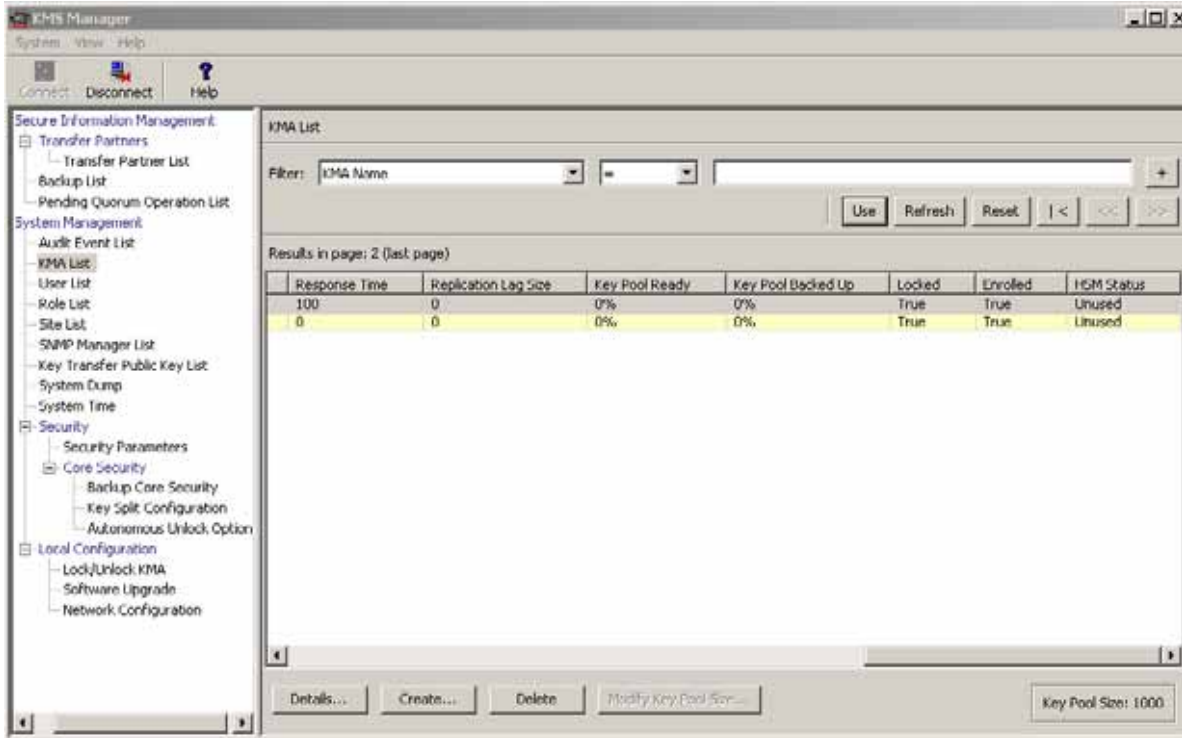 KMS Manager
System View Help
Connect Disconnect Help
Secure Information Management
Transfer Partners
Transfer Partner List
Backup List
Pending Quorum Operation List
System Management
Audit Event List
KMA List
User List
Role List
Site List
SNMP Manager List
Key Transfer Public Key List
System Dump
System Time
Security
Security Parameters
Core Security
Backup Core Security
Key Split Configuration
Autonomous Unlock Option
Local Configuration
Lock/Unlock KMA
Software Upgrade
Network Configuration
KMA List
Filter: KMA Name = +
Use Refresh Reset |< << >>
Results in page: 2 (last page)
Response Time Replication Lag Size Key Pool Ready Key Pool Backed Up Locked Enrolled HSM Status
100 0 0% 0% True True Unused
0 0 0% 0% True True Unused
Details... Create... Delete Modify Key Pool Size... Key Pool Size: 1000